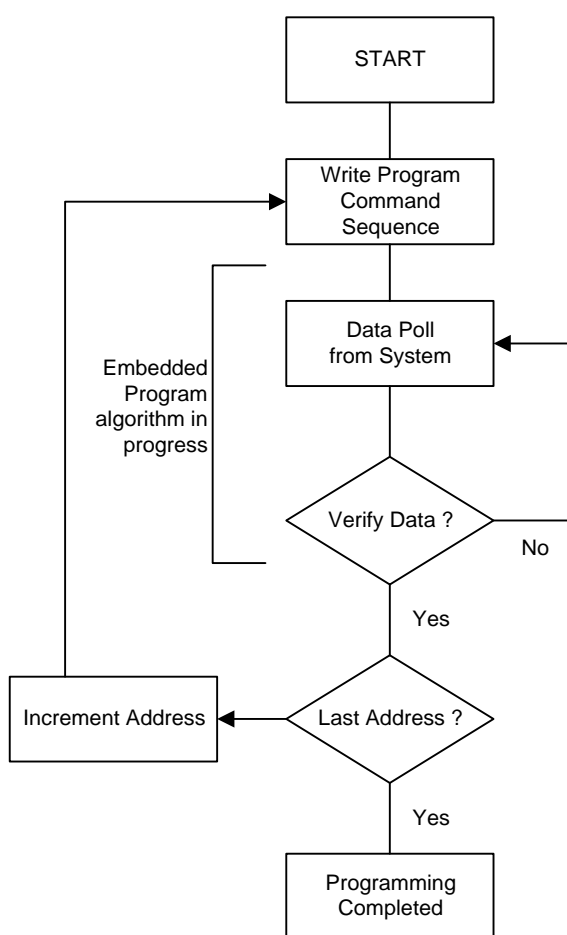 START
Write Program
Command
Sequence
Data Poll
from System
Embedded
Program
algorithm in
progress
Verify Data ?
No
Yes
Increment Address
Last Address ?
Yes
Programming
Completed